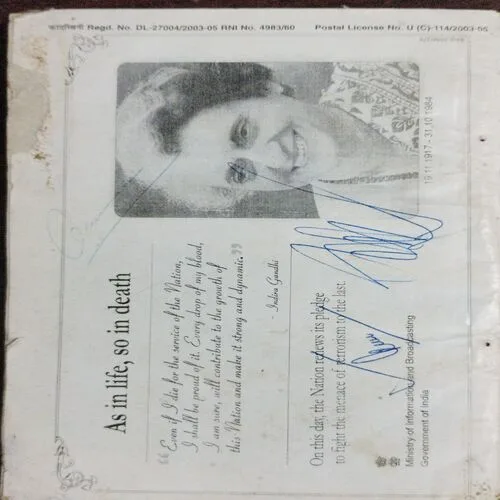 कादम्बिनी Regd. No. DL-27004/2003-05 RNI No. 4983/60 Postal License No. U (C)-114/2003-05
As in life, so in death
“Even if I die for the service of the Nation,
I shall be proud of it. Every drop of my blood,
I am sure, will contribute to the growth of
this Nation and make it strong and dynamic.”
- Indira Gandhi
19.11.1917 - 31.10.1984
On this day, the Nation renews its pledge
to fight the menace of terrorism to the last.
Ministry of Information and Broadcasting
Government of India